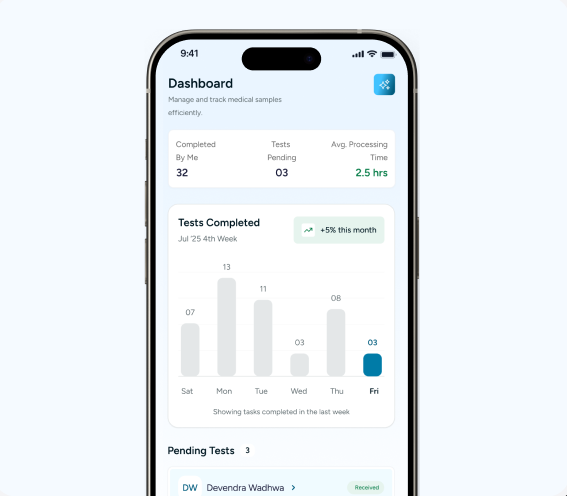 9:41
Dashboard
Manage and track medical samples
efficiently.
Completed
By Me
32
Tests
Pending
03
Avg. Processing
Time
2.5 hrs
Tests Completed
Jul '25 4th Week
+5% this month
07
13
11
03
08
03
Sat
Mon
Tue
Wed
Thu
Fri
Showing tasks completed in the last week
Pending Tests 3
DW Devendra Wadhwa >
Received